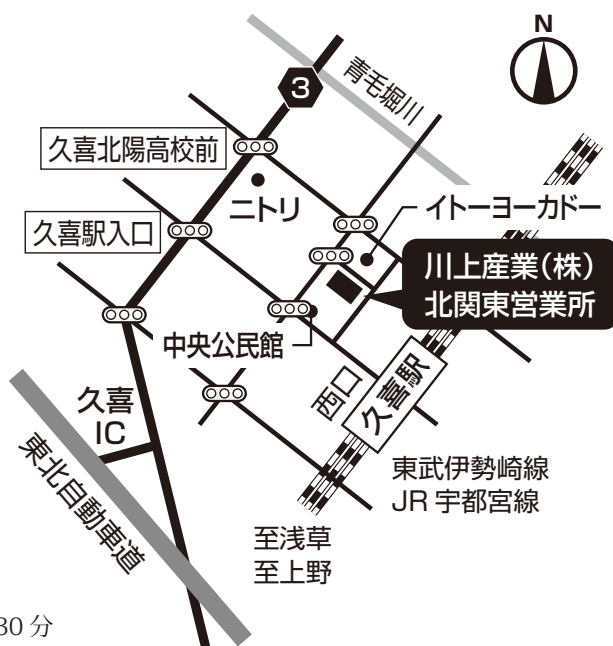 N
3
青毛堀川
久喜北陽高校前
ニトリ
イトーヨーカドー
久喜駅入口
川上産業(株)
北関東営業所
中央公民館
西口
久喜駅
久喜
IC
東北自動車道
東武伊勢崎線
JR 宇都宮線
至浅草
至上野
30 分